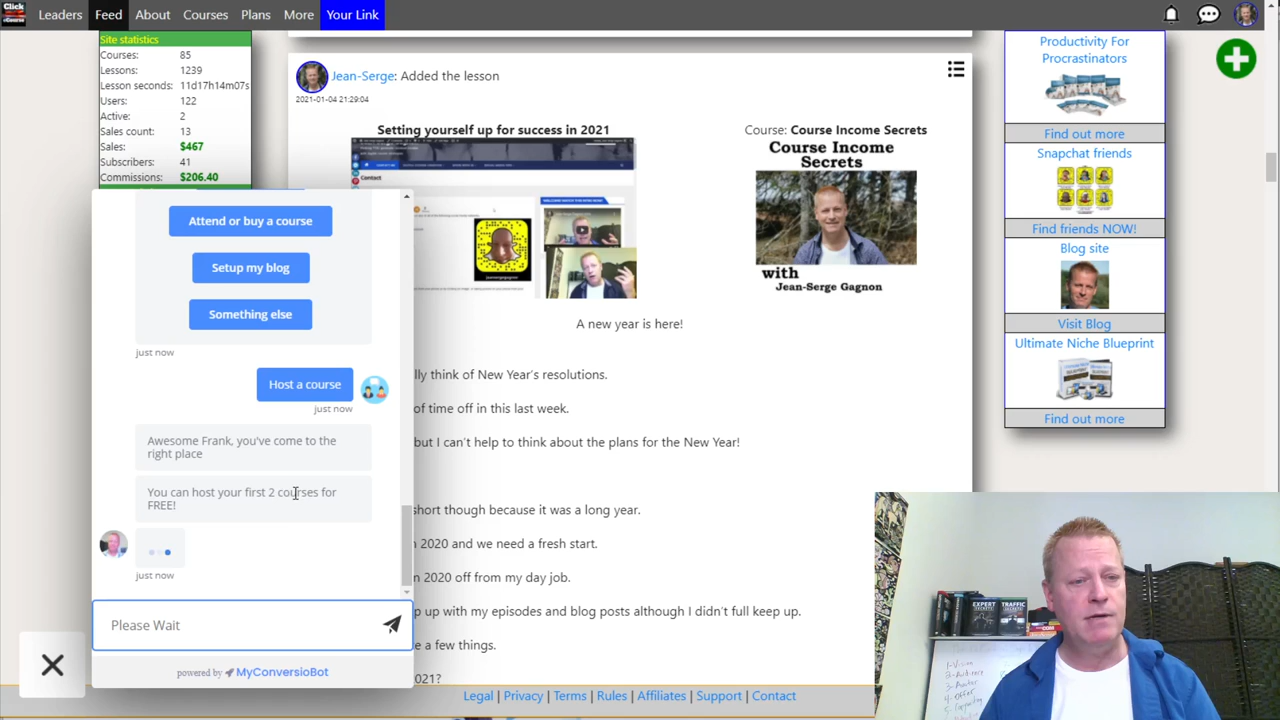 Click
eCourse
Leaders
Feed
About
Courses
Plans
More
Your Link
Site statistics
Courses: 85
Lessons: 1239
Lesson seconds: 11d17h14m07s
Users: 122
Active: 2
Sales count: 13
Sales: $467
Subscribers: 41
Commissions: $206.40
Jean-Serge: Added the lesson
2021-01-04 21:29:04
Setting yourself up for success in 2021
Contact
Course: Course Income Secrets
Course Income
Secrets
with
Jean-Serge Gagnon
A new year is here!
lly think of New Year's resolutions.
of time off in this last week.
but I can't help to think about the plans for the New Year!
short though because it was a long year.
2020 and we need a fresh start.
2020 off from my day job.
up with my episodes and blog posts although I didn't full keep up.
e a few things.
021?
Attend or buy a course
Setup my blog
Something else
just now
Host a course
just now
Awesome Frank, you've come to the
right place
You can host your first 2 courses for
FREE!
just now
Please Wait
powered by MyConversioBot
Productivity For
Procrastinators
Find out more
Snapchat friends
Find friends NOW!
Blog site
Visit Blog
Ultimate Niche Blueprint
Find out more
EXPERT
SECRETS
TRAFFIC
SECRETS
Legal | Privacy | Terms | Rules | Affiliates | Support | Contact